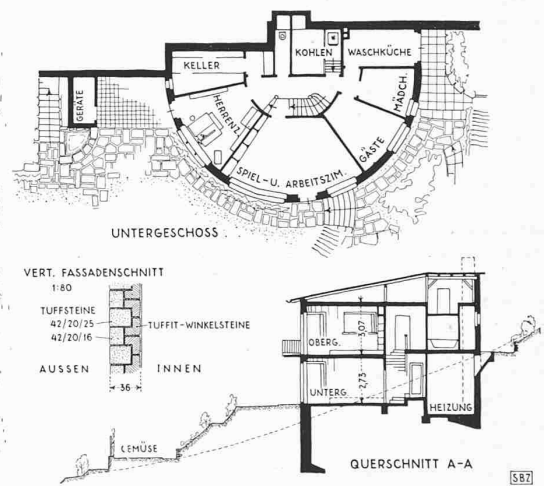 KOHLEN
WASCHKÜCHE
KELLER
GERÄTE
HERRENZ.
MÄDCH.
GÄSTE
SPIEL- U. ARBEITSZIM.
UNTERGESCHOSS
VERT. FASSADENSCHNITT
1:80
TUFFSTEINE
42/20/25
42/20/16
TUFFIT-WINKELSTEINE
AUSSEN
INNEN
36
GEMÜSE
OBERG.
3,07
UNTERG
2,73
HEIZUNG
QUERSCHNITT A-A
SBZ